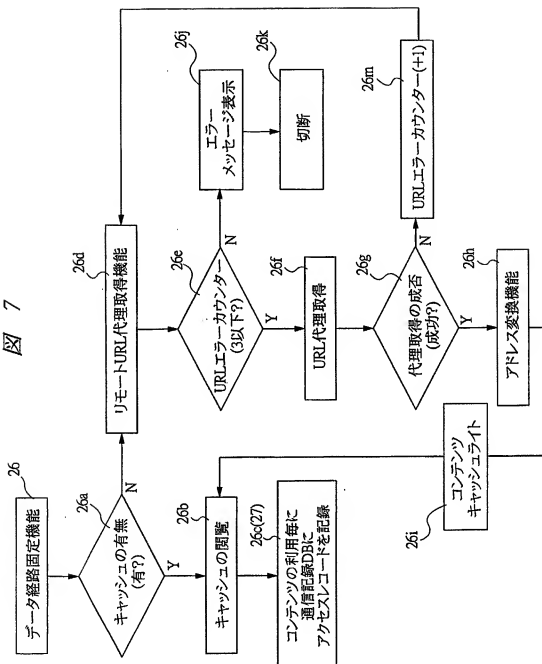 図 7
26
データ経路固定機能
26a
キャッシュの有無
(有?)
N
Y
26b
キャッシュの閲覧
26c(27)
コンテンツの利用毎に
通信記録DBに
アクセスレコードを記録
26d
リモートURL代理取得機能
26e
URLエラーカウンター
(3以下?)
N
Y
26j
エラー
メッセージ表示
26k
切断
26f
URL代理取得
26g
代理取得の成否
(成功?)
N
Y
26m
URLエラーカウンター(+1)
26h
アドレス変換機能
コンテンツ
キャッシュライト
26i